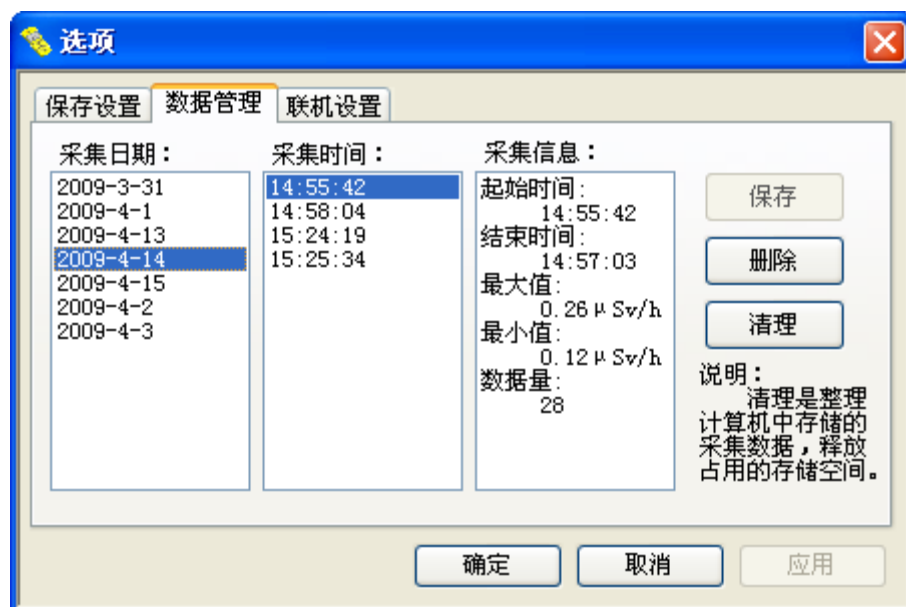 选项
保存设置 数据管理 联机设置
采集日期：
2009-3-31
2009-4-1
2009-4-13
2009-4-14
2009-4-15
2009-4-2
2009-4-3
采集时间：
14:55:42
14:58:04
15:24:19
15:25:34
采集信息：
起始时间:
14:55:42
结束时间:
14:57:03
最大值:
0.26μSv/h
最小值:
0.12μSv/h
数据量:
28
保存
删除
清理
说明：
清理是整理
计算机中存储的
采集数据，释放
占用的存储空间。
确定 取消 应用